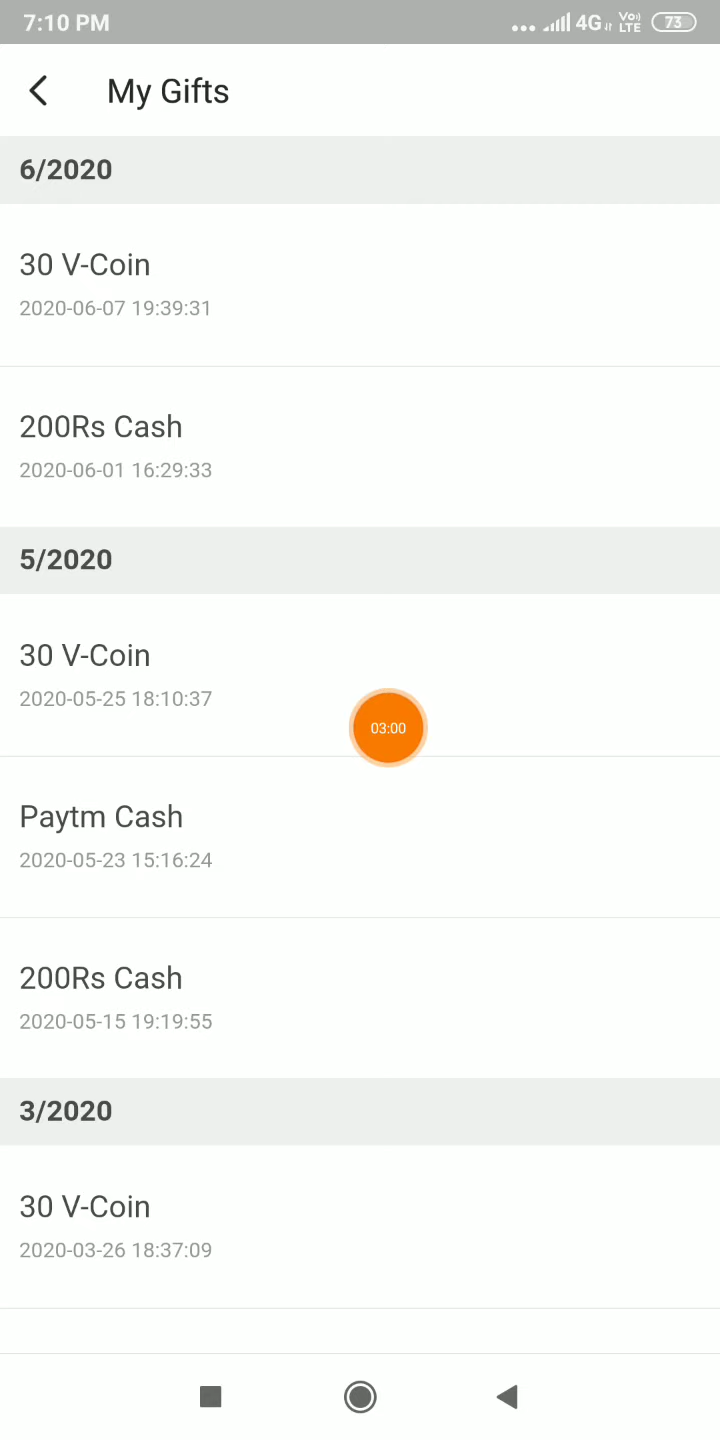 7:10 PM
4G Vo) LTE 73
My Gifts
6/2020
30 V-Coin
2020-06-07 19:39:31
200Rs Cash
2020-06-01 16:29:33
5/2020
30 V-Coin
2020-05-25 18:10:37
03:00
Paytm Cash
2020-05-23 15:16:24
200Rs Cash
2020-05-15 19:19:55
3/2020
30 V-Coin
2020-03-26 18:37:09